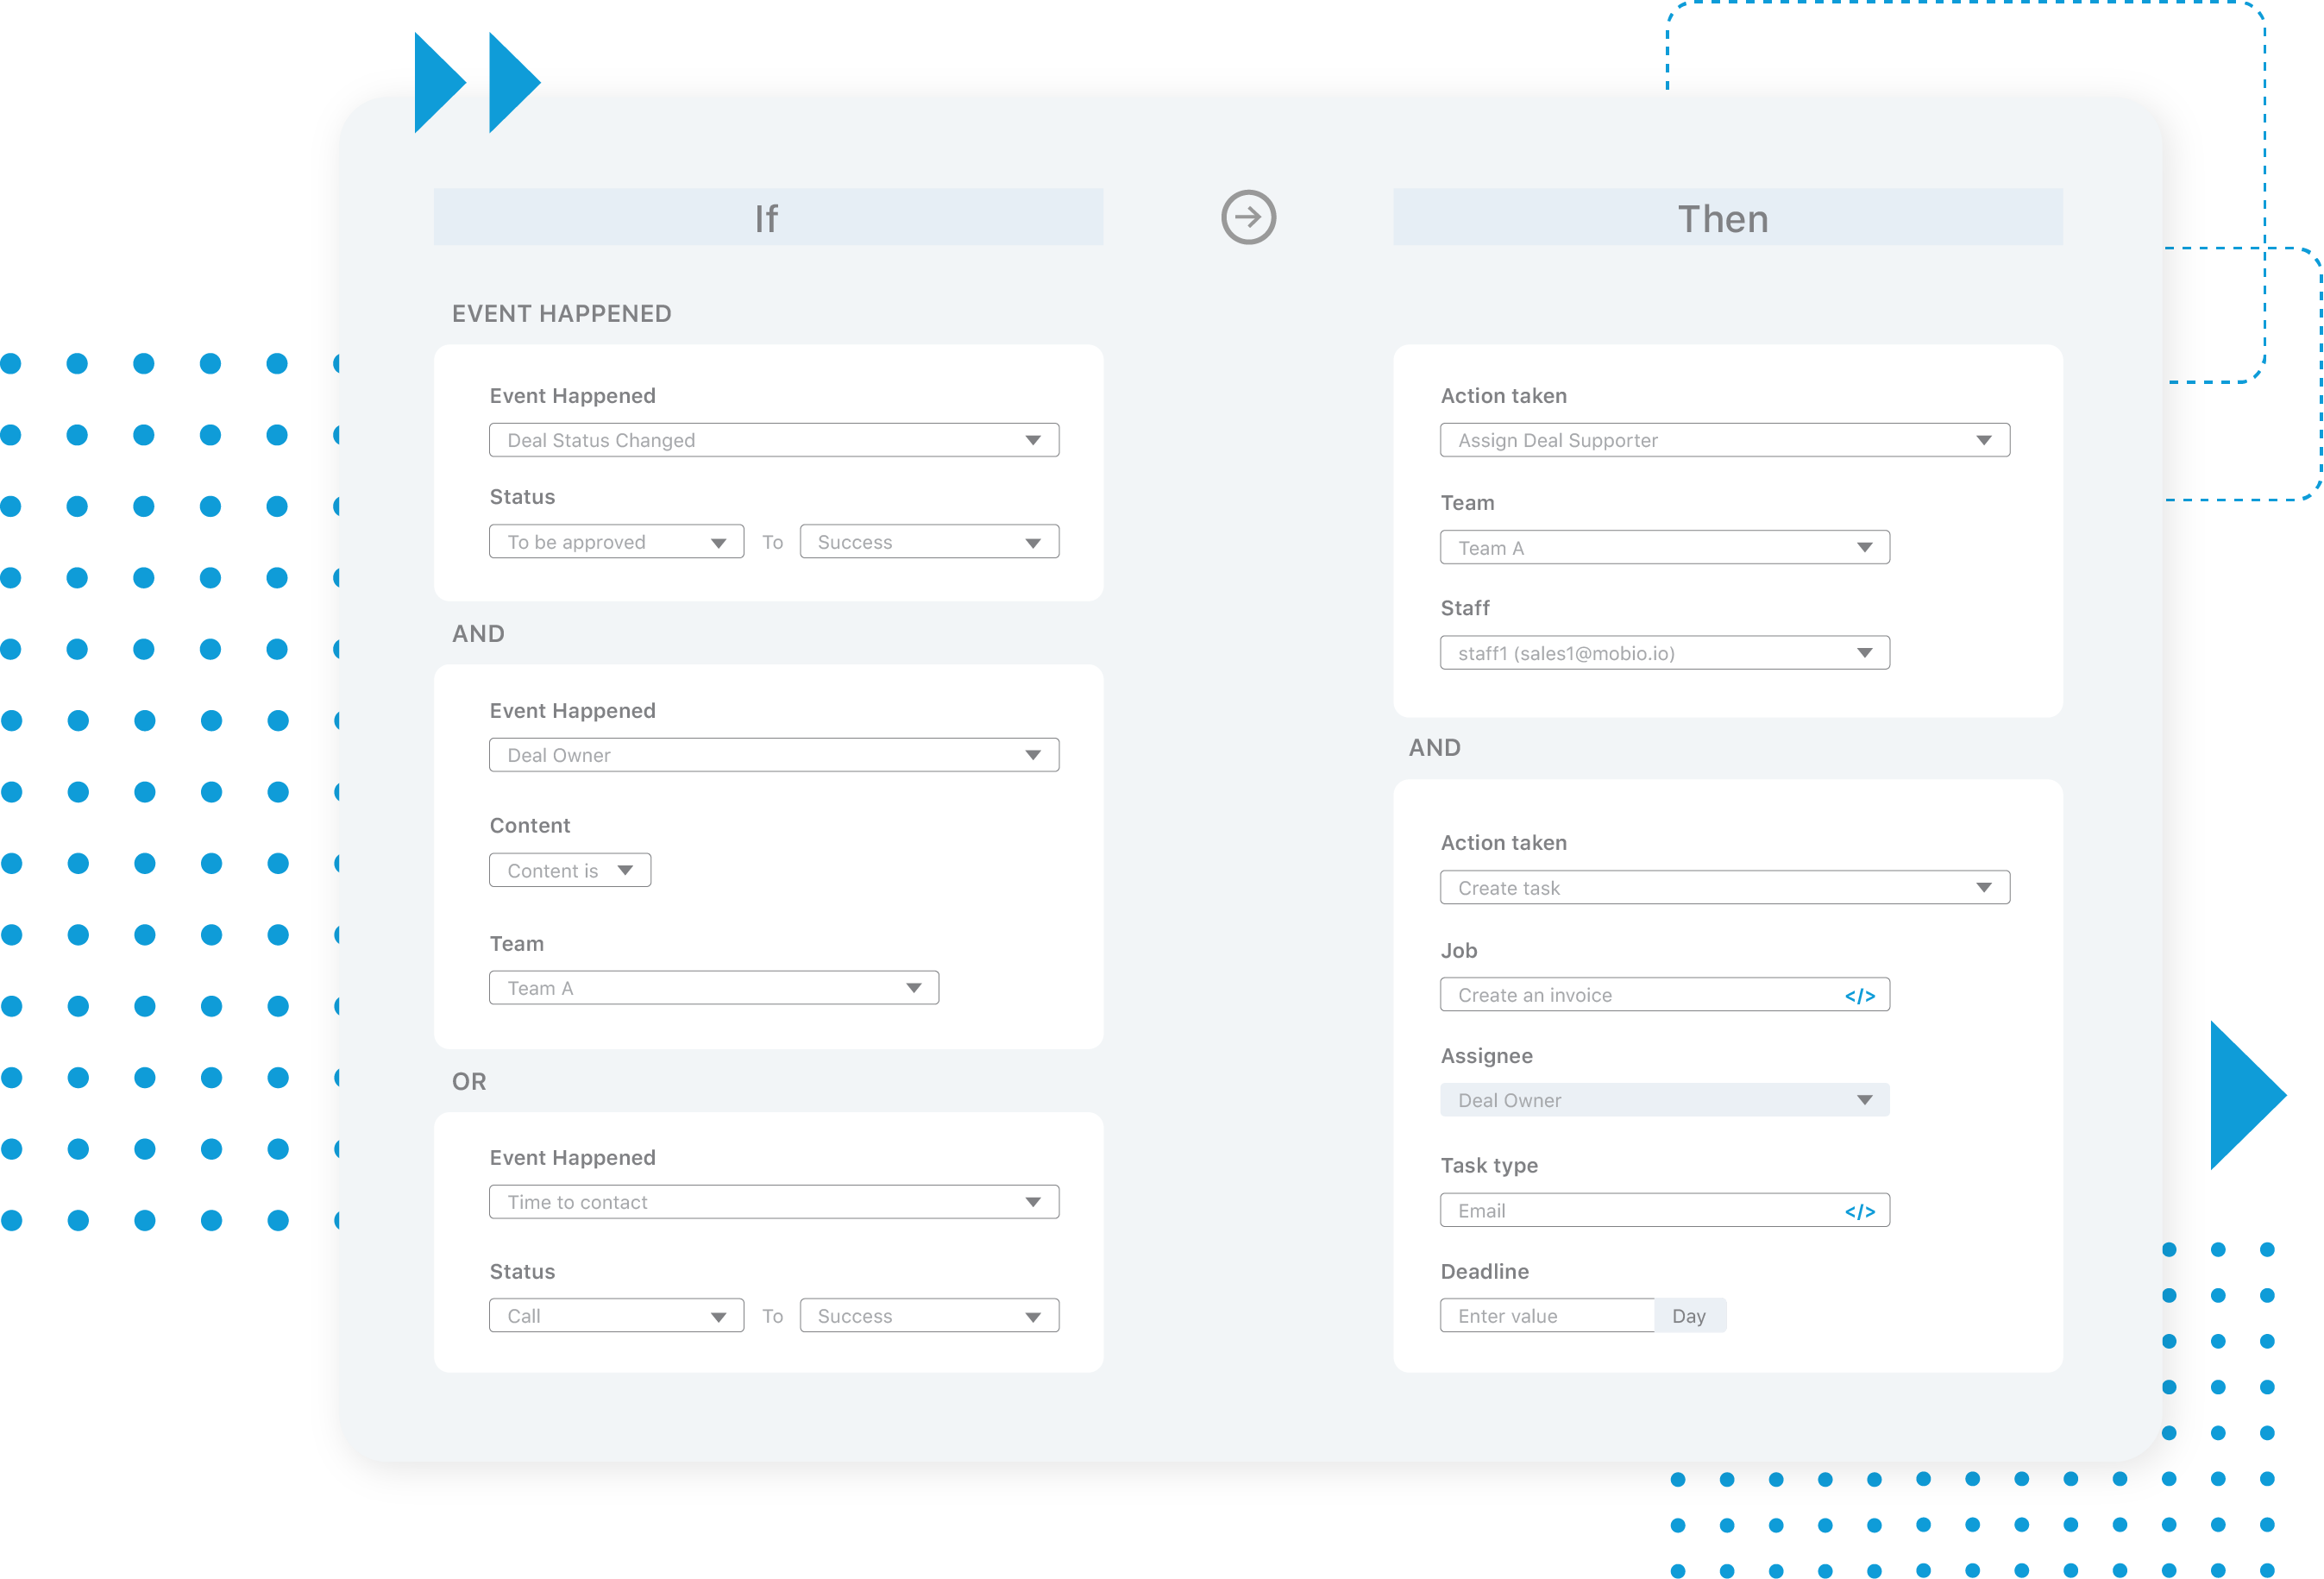 If
Then
EVENT HAPPENED
Event Happened
Deal Status Changed
Status
To be approved To Success
AND
Event Happened
Deal Owner
Content
Content is
Team
Team A
OR
Event Happened
Time to contact
Status
Call To Success
Action taken
Assign Deal Supporter
Team
Team A
Staff
staff1 (sales1@mobio.io)
AND
Action taken
Create task
Job
Create an invoice </>
Assignee
Deal Owner
Task type
Email </>
Deadline
Enter value Day